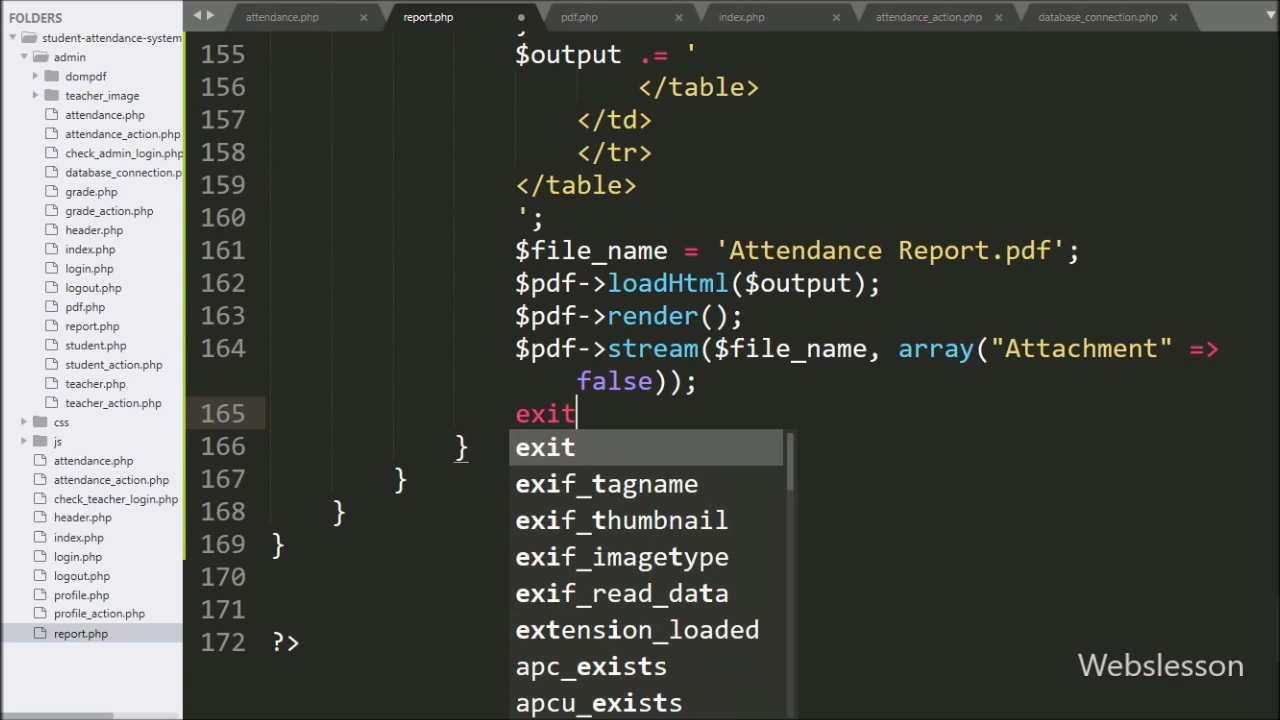 FOLDERS
student-attendance-system
admin
dompdf
teacher_image
attendance.php
attendance_action.php
check_admin_login.php
database_connection.p
grade.php
grade_action.php
header.php
index.php
login.php
logout.php
pdf.php
report.php
student.php
student_action.php
teacher.php
teacher_action.php
css
js
attendance.php
attendance_action.php
check_teacher_login.php
header.php
index.php
login.php
logout.php
profile.php
profile_action.php
report.php
attendance.php × report.php pdf.php × index.php × attendance_action.php × database_connection.php ×
155 $output .= '
156 </table>
157 </td>
158 </tr>
159 </table>
160 ';
161 $file_name = 'Attendance Report.pdf';
162 $pdf->loadHtml($output);
163 $pdf->render();
164 $pdf->stream($file_name, array("Attachment" =>
false));
165 exit
166 }
167 }
168 }
169 }
170
171
172 ?>
exit
exif_tagname
exif_thumbnail
exif_imagetype
exif_read_data
extension_loaded
apc_exists
apcu_exists
Webslesson